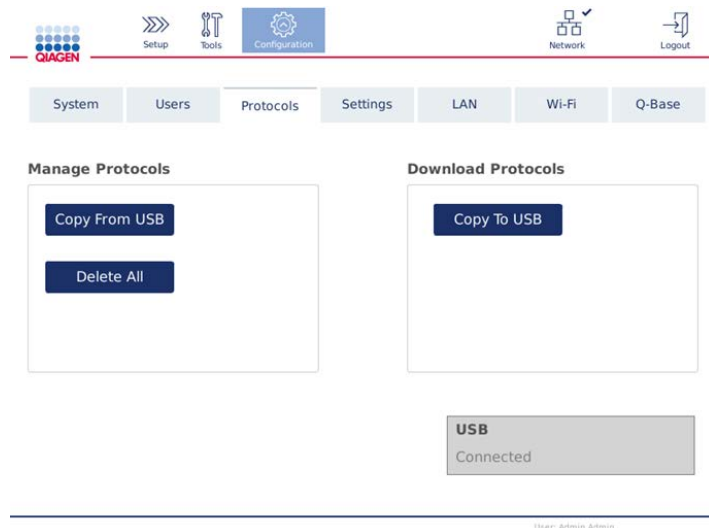 QIAGEN
Setup
Tools
Configuration
Network
Logout
System
Users
Protocols
Settings
LAN
Wi-Fi
Q-Base
Manage Protocols
Download Protocols
Copy From USB
Copy To USB
Delete All
USB
Connected
User: Admin Admin